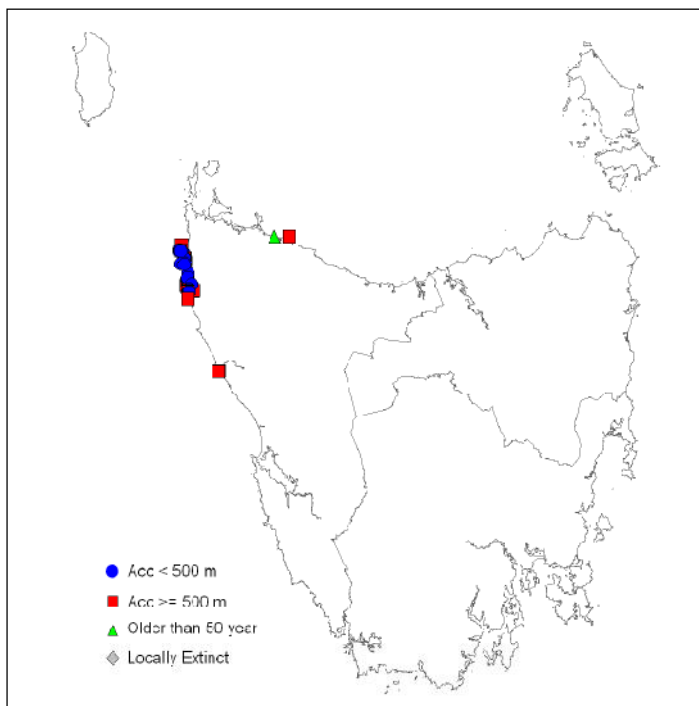 Acc < 500 m
Acc >= 500 m
Older than 50 year
Locally Extinct